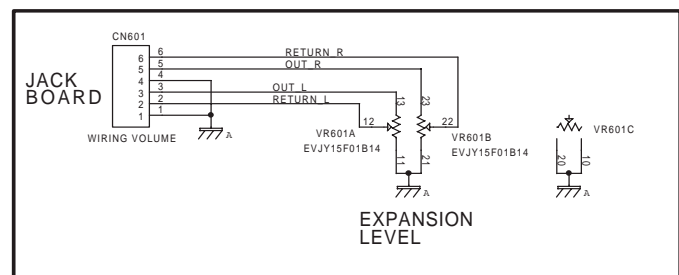 CN601
6 6 RETURN_R
5 5 OUT_R
4 4
3 3 OUT_L
2 2 RETURN_L
1 1
JACK
BOARD
WIRING VOLUME
A
13 23
12 22
VR601A
EVJY15F01B14
VR601B
EVJY15F01B14
11 21
A
VR601C
20 10
A
EXPANSION
LEVEL